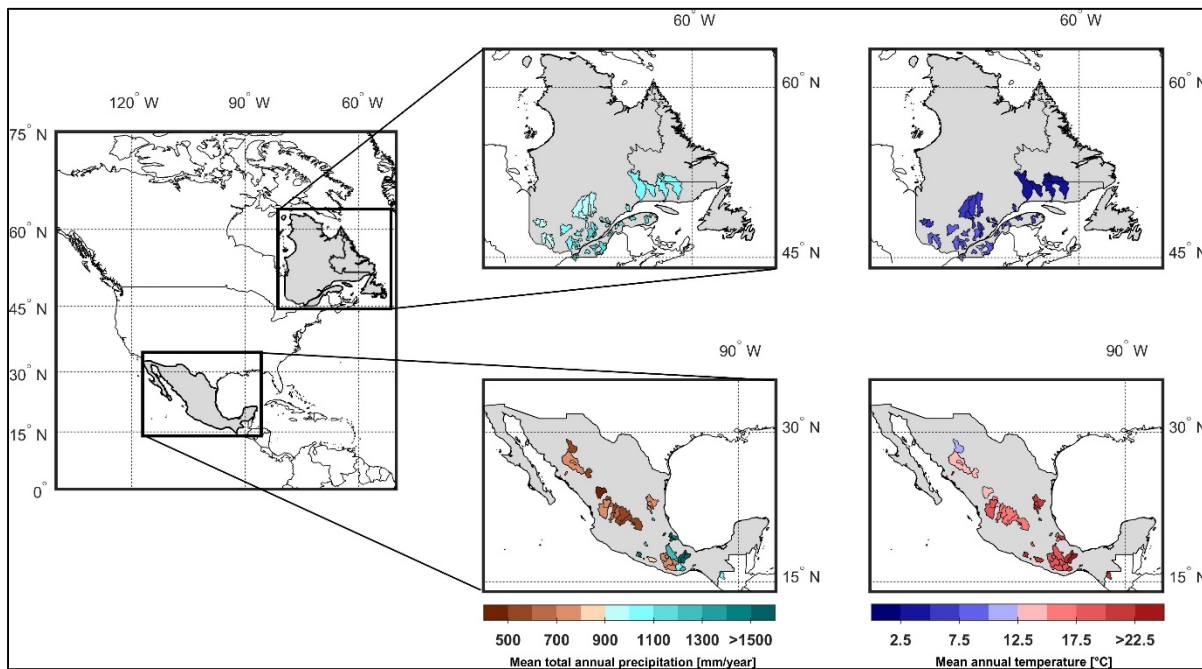 60° W
60° W
60° N
60° N
120° W
90° W
60° W
75° N
60° N
45° N
45° N
45° N
90° W
90° W
30° N
30° N
30° N
15° N
15° N
15° N
0°
500 700 900 1100 1300 >1500
2.5 7.5 12.5 17.5 >22.5
Mean total annual precipitation [mm/year]
Mean annual temperature [°C]